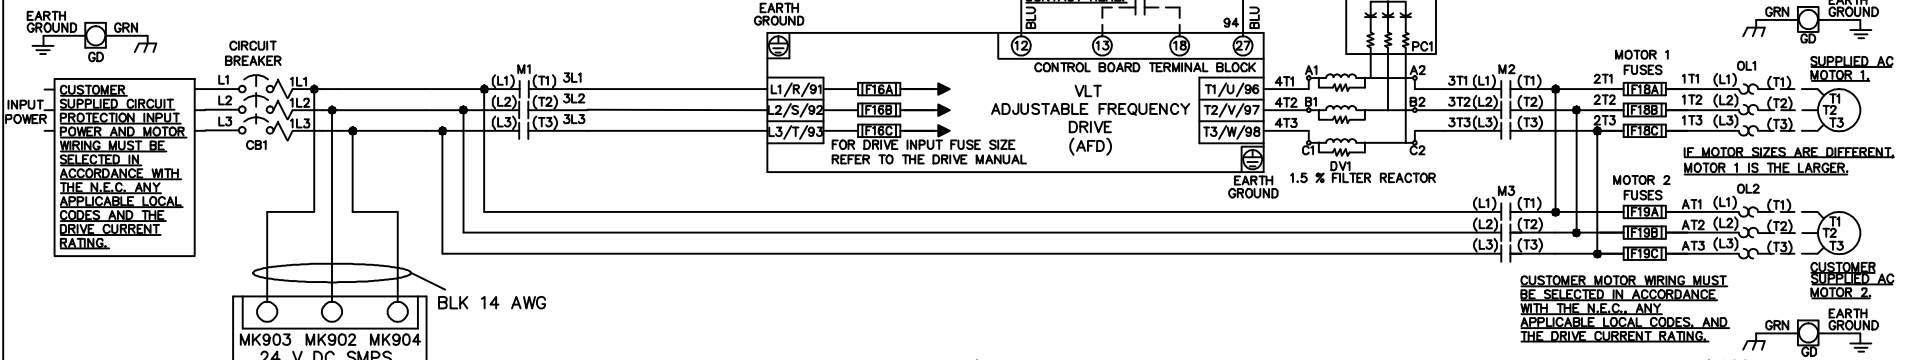 EARTH
GROUND
GRN
GD
INPUT
POWER
CUSTOMER
SUPPLIED CIRCUIT
PROTECTION INPUT
POWER AND MOTOR
WIRING MUST BE
SELECTED IN
ACCORDANCE WITH
THE N.E.C. ANY
APPLICABLE LOCAL
CODES AND THE
DRIVE CURRENT
RATING.
CIRCUIT
BREAKER
L1
L2
L3
1L1
1L2
1L3
CB1
BLK 14 AWG
MK903 MK902 MK904
24 V DC SMPS
M1
(L1) (T1) 3L1
(L2) (T2) 3L2
(L3) (T3) 3L3
EARTH
GROUND
BLU
94
BLU
12
13
18
27
CONTROL BOARD TERMINAL BLOCK
L1/R/91
L2/S/92
L3/T/93
F16A
F16B
F16C
FOR DRIVE INPUT FUSE SIZE
REFER TO THE DRIVE MANUAL
VLT
ADJUSTABLE FREQUENCY
DRIVE
(AFD)
T1/U/96
T2/V/97
T3/W/98
EARTH
GROUND
4T1
4T2
4T3
A1
B1
C1
A2
B2
C2
PC1
DV1
1.5 % FILTER REACTOR
M2
3T1 (L1) (T1)
3T2(L2) (T2)
3T3(L3) (T3)
MOTOR 1
FUSES
2T1
2T2
2T3
F18A
F18B
F18C
1T1 (L1)
1T2 (L2)
1T3 (L3)
OL1
(T1)
(T2)
(T3)
T1
T2
T3
GRN
GD
EARTH
GROUND
SUPPLIED AC
MOTOR 1.
IF MOTOR SIZES ARE DIFFERENT,
MOTOR 1 IS THE LARGER.
M3
(L1) (T1)
(L2) (T2)
(L3) (T3)
MOTOR 2
FUSES
F19A
F19B
F19C
AT1 (L1)
AT2 (L2)
AT3 (L3)
OL2
(T1)
(T2)
(T3)
T1
T2
T3
CUSTOMER
SUPPLIED AC
MOTOR 2.
CUSTOMER MOTOR WIRING MUST
BE SELECTED IN ACCORDANCE
WITH THE N.E.C., ANY
APPLICABLE LOCAL CODES, AND
THE DRIVE CURRENT RATING.
GRN
GD
EARTH
GROUND